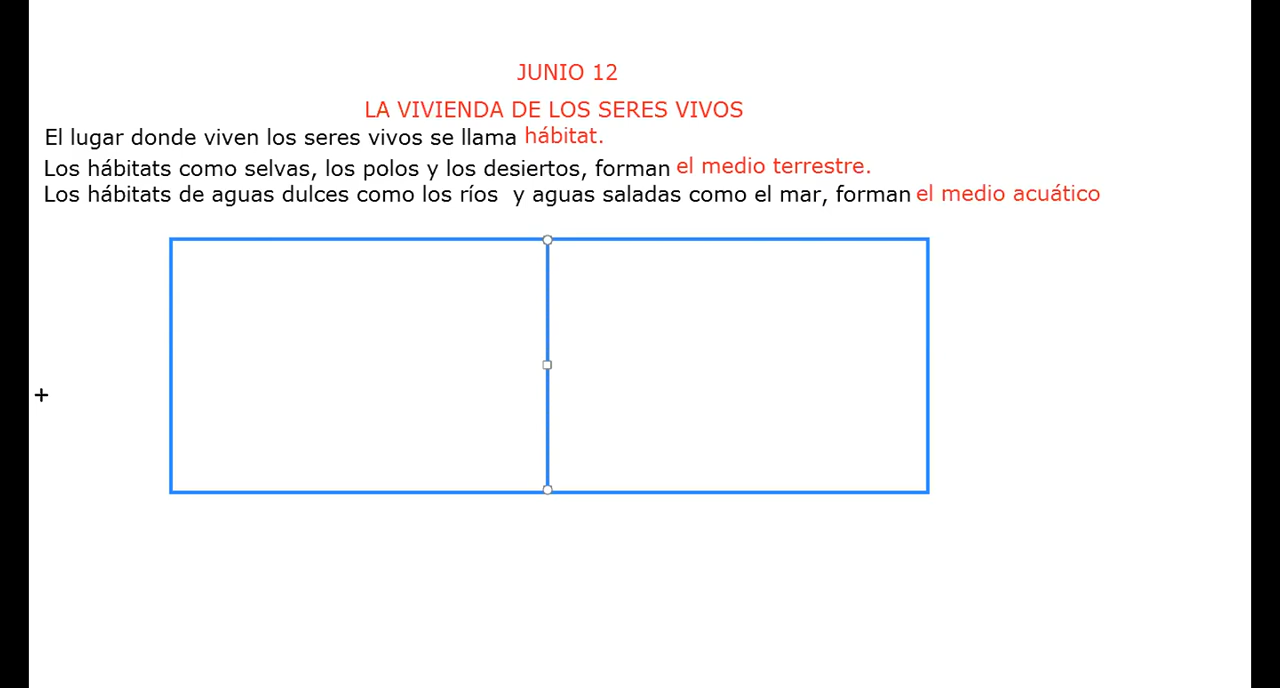 JUNIO 12
LA VIVIENDA DE LOS SERES VIVOS
El lugar donde viven los seres vivos se llama hábitat.
Los hábitats como selvas, los polos y los desiertos, forman el medio terrestre.
Los hábitats de aguas dulces como los ríos y aguas saladas como el mar, forman el medio acuático